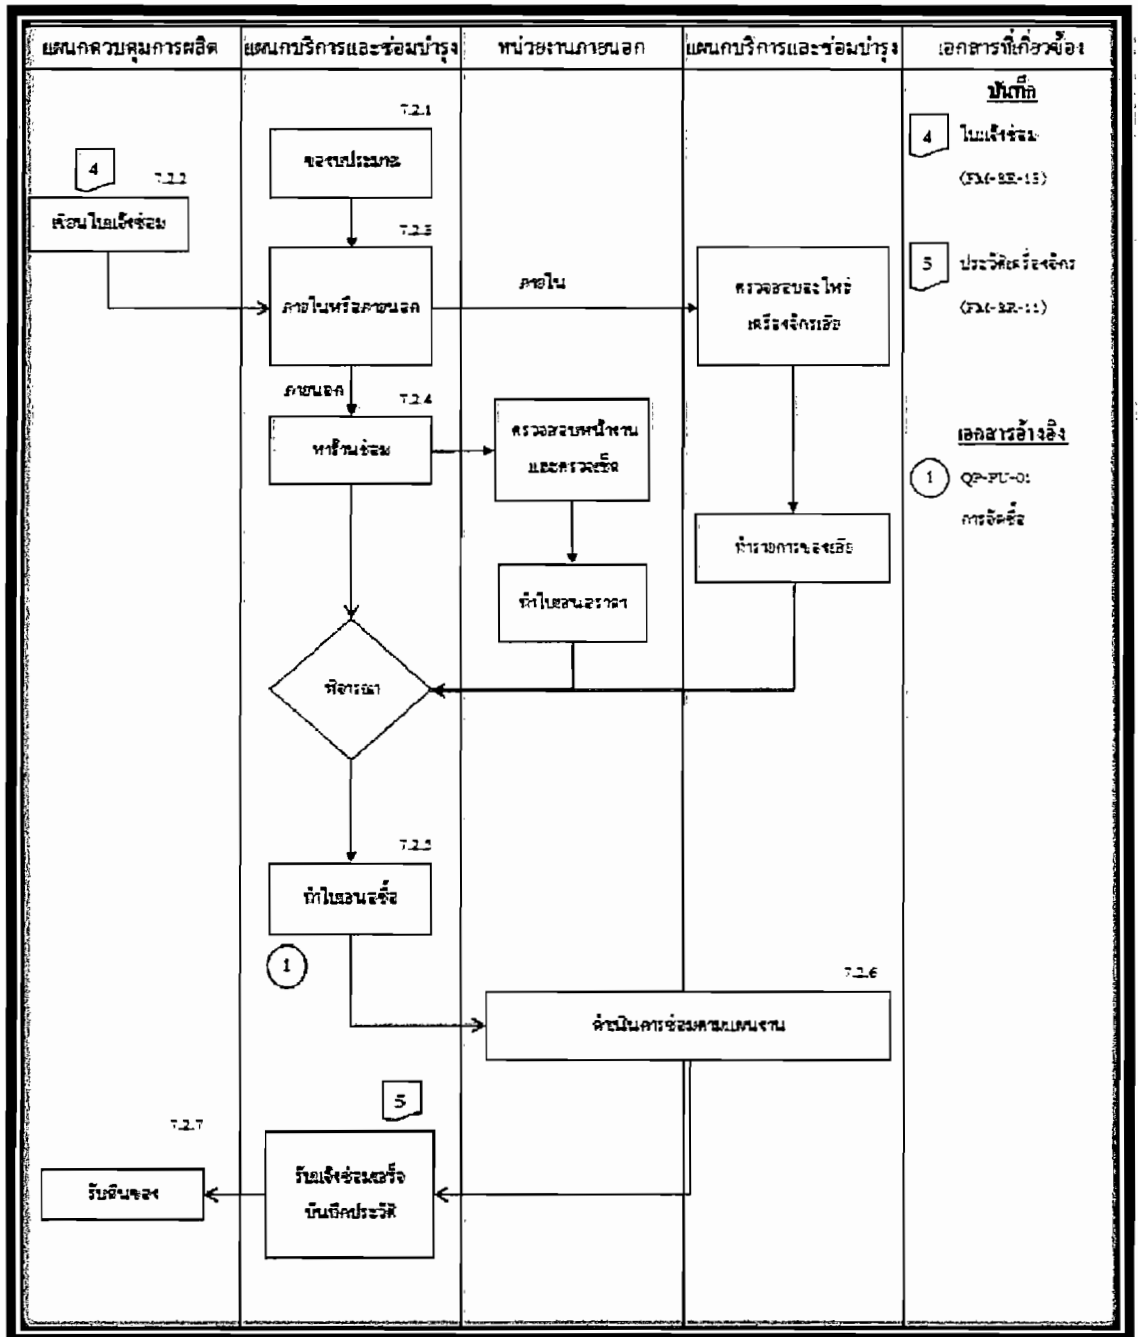 แผนกควบคุมการผลิต
แผนกบริการและซ่อมบำรุง
หน่วยงานภายนอก
แผนกบริการและซ่อมบำรุง
เอกสารที่เกี่ยวข้อง
บันทึก
7.2.1
ของบประมาณ
4
ใบแจ้งซ่อม
4
7.2.2
เขียนใบแจ้งซ่อม
7.2.3
ภายในหรือภายนอก
ภายใน
ตรวจสอบอะไหล่
เครื่องจักรเสีย
5
ประวัติเครื่องจักร
ภายนอก
7.2.4
หาร้านซ่อม
ตรวจสอบหน้างาน
และตรวจเช็ค
เอกสารอ้างอิง
1
QP-PU-01
การจัดซื้อ
ทำรายการของเสีย
ทำใบเสนอราคา
พิจารณา
7.2.5
ทำใบขอเสนอซื้อ
1
7.2.6
ดำเนินการซ่อมตามแผนงาน
5
7.2.7
รับแจ้งซ่อมเสร็จ
บันทึกประวัติ
รับคืนของ